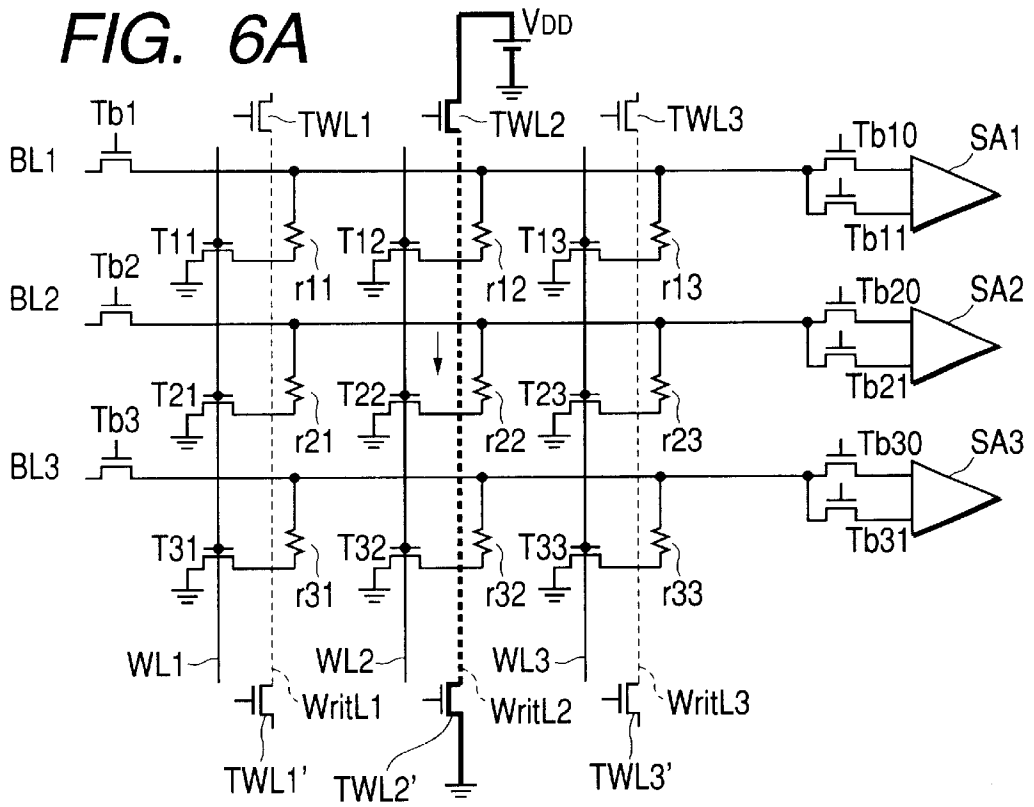 FIG. 6A
VDD
Tb1
TWL1
TWL2
TWL3
Tb10
SA1
BL1
T11
T12
T13
Tb11
Tb2
r11
r12
r13
BL2
Tb20
SA2
T21
T22
T23
Tb21
Tb3
r21
r22
r23
BL3
Tb30
SA3
T31
T32
T33
Tb31
r31
r32
r33
WL1
WL2
WL3
WritL1
WritL2
WritL3
TWL1'
TWL2'
TWL3'